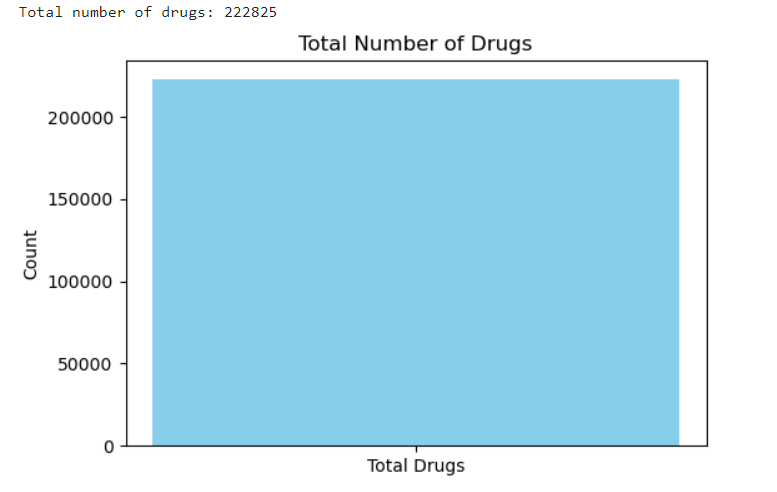 Total number of drugs: 222825
Total Number of Drugs
200000
150000
100000
50000
0
Count
Total Drugs